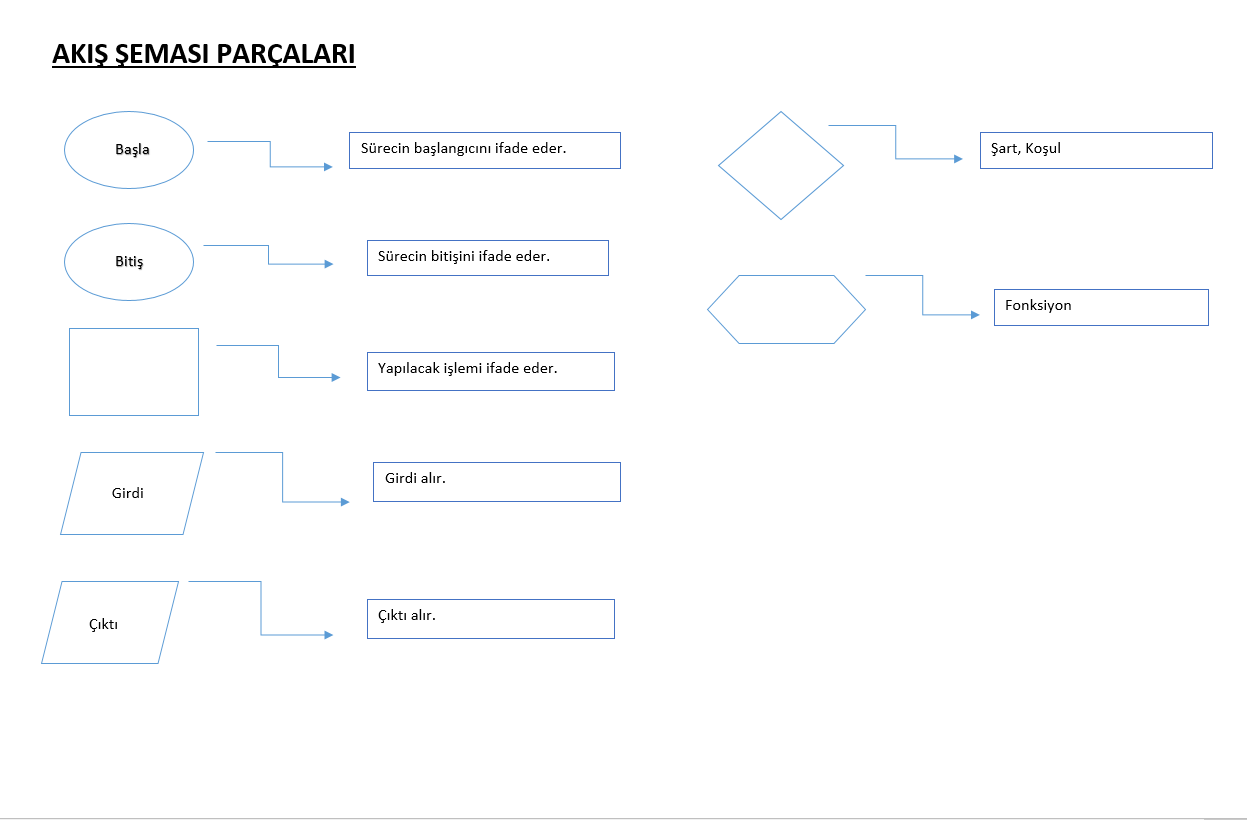 AKIŞ ŞEMASI PARÇALARI
Başla
Sürecin başlangıcını ifade eder.
Bitiş
Sürecin bitişini ifade eder.
Yapılacak işlemi ifade eder.
Girdi
Girdi alır.
Çıktı
Çıktı alır.
Şart, Koşul
Fonksiyon